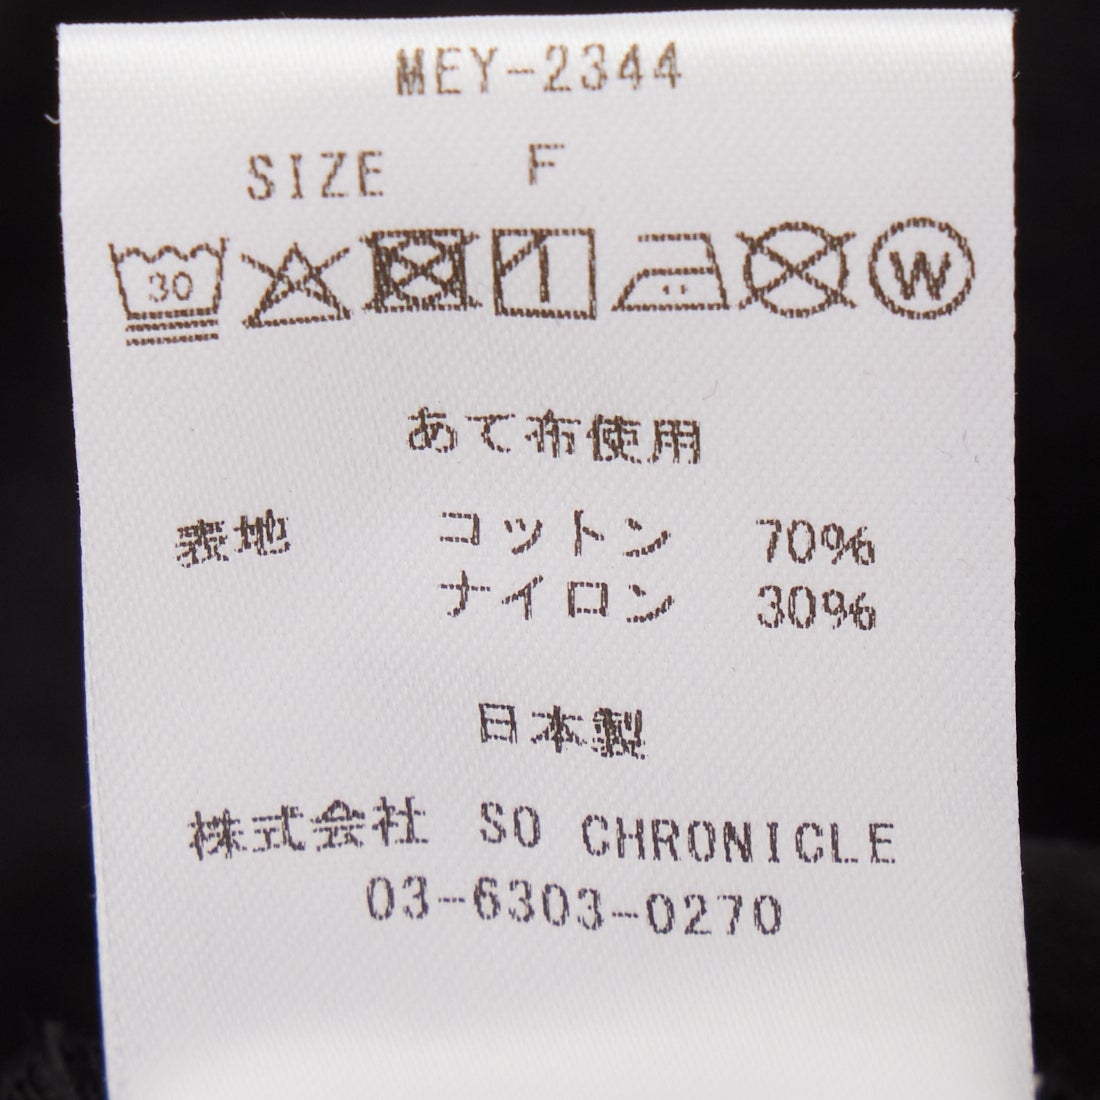 MEY-2344
SIZE F
30 W
あて布使用
表地 コットン 70%
ナイロン 30%
日本製
株式会社 SO CHRONICLE
03-6303-0270